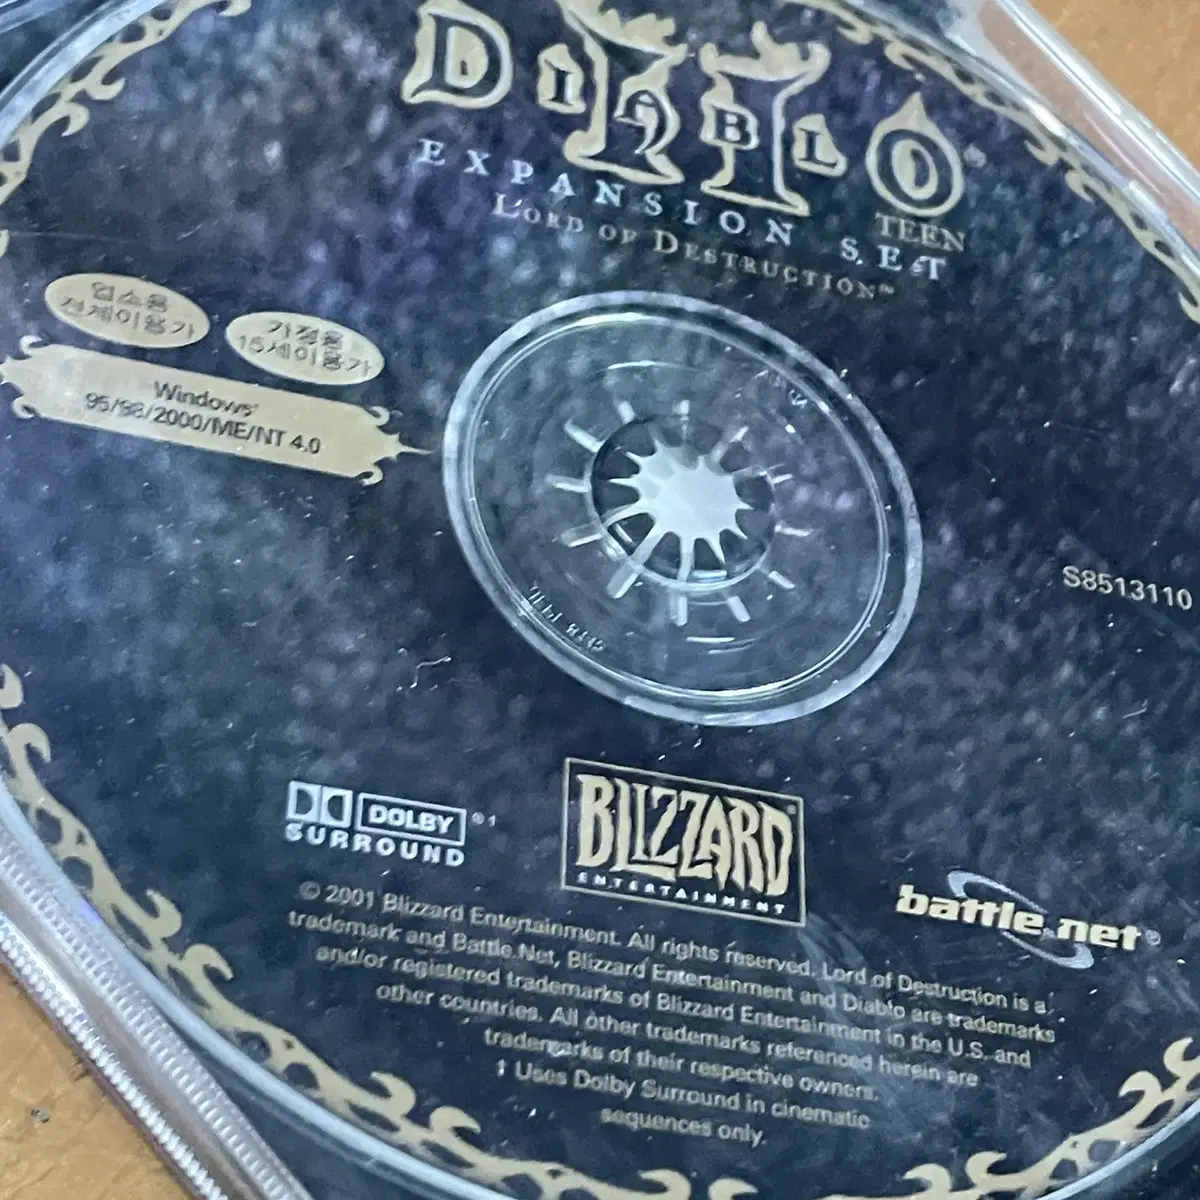 DIABLO II
EXPANSION SET
TEEN
LORD OF DESTRUCTION™
업소용
전체이용가
가정용
15세이용가
Windows®
95/98/2000/ME/NT 4.0
S8513110
DOLBY ®†
SURROUND
BLIZZARD®
ENTERTAINMENT
battle.net®
© 2001 Blizzard Entertainment. All rights reserved. Lord of Destruction is a
trademark and Battle.Net, Blizzard Entertainment and Diablo are trademarks
and/or registered trademarks of Blizzard Entertainment in the U.S. and
other countries. All other trademarks referenced herein are
trademarks of their respective owners.
† Uses Dolby Surround in cinematic
sequences only.